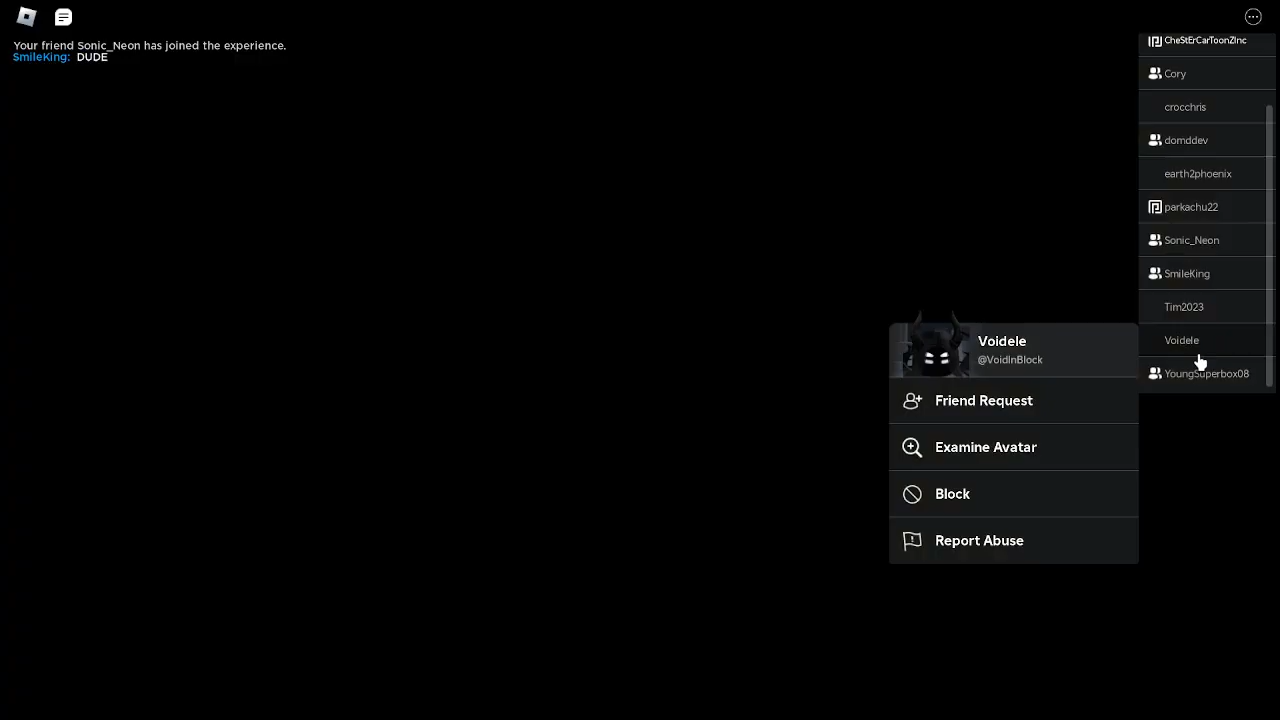 Your friend Sonic_Neon has joined the experience.
SmileKing: DUDE
CheStErCarToonZInc
Cory
crocchris
domddev
earth2phoenix
parkachu22
Sonic_Neon
SmileKing
Tim2023
Voidele
YoungSuperbox08
Voidele
@VoidInBlock
Friend Request
Examine Avatar
Block
Report Abuse